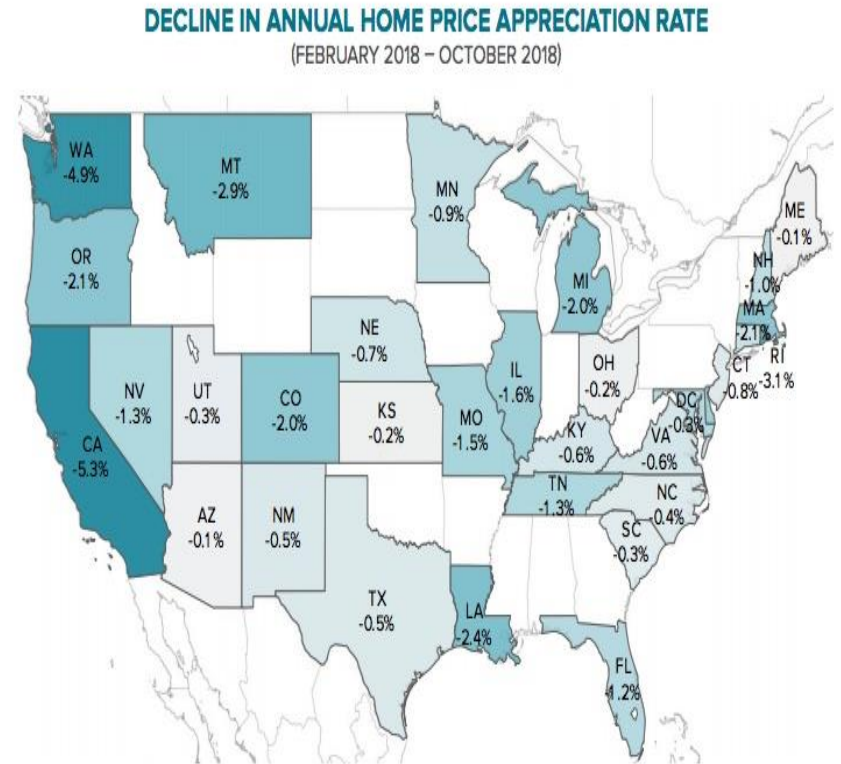 DECLINE IN ANNUAL HOME PRICE APPRECIATION RATE
(FEBRUARY 2018 – OCTOBER 2018)
WA
-4.9%
MT
-2.9%
MN
-0.9%
ME
-0.1%
OR
-2.1%
NH
-1.0%
MI
-2.0%
MA
-2.1%
NE
-0.7%
RI
-3.1%
CT
-0.8%
NV
-1.3%
UT
-0.3%
CO
-2.0%
KS
-0.2%
MO
-1.5%
IL
-1.6%
OH
-0.2%
DC
-0.3%
CA
-5.3%
KY
-0.6%
VA
-0.6%
TN
-1.3%
NC
-0.4%
AZ
-0.1%
NM
-0.5%
SC
-0.3%
TX
-0.5%
LA
-2.4%
FL
-1.2%